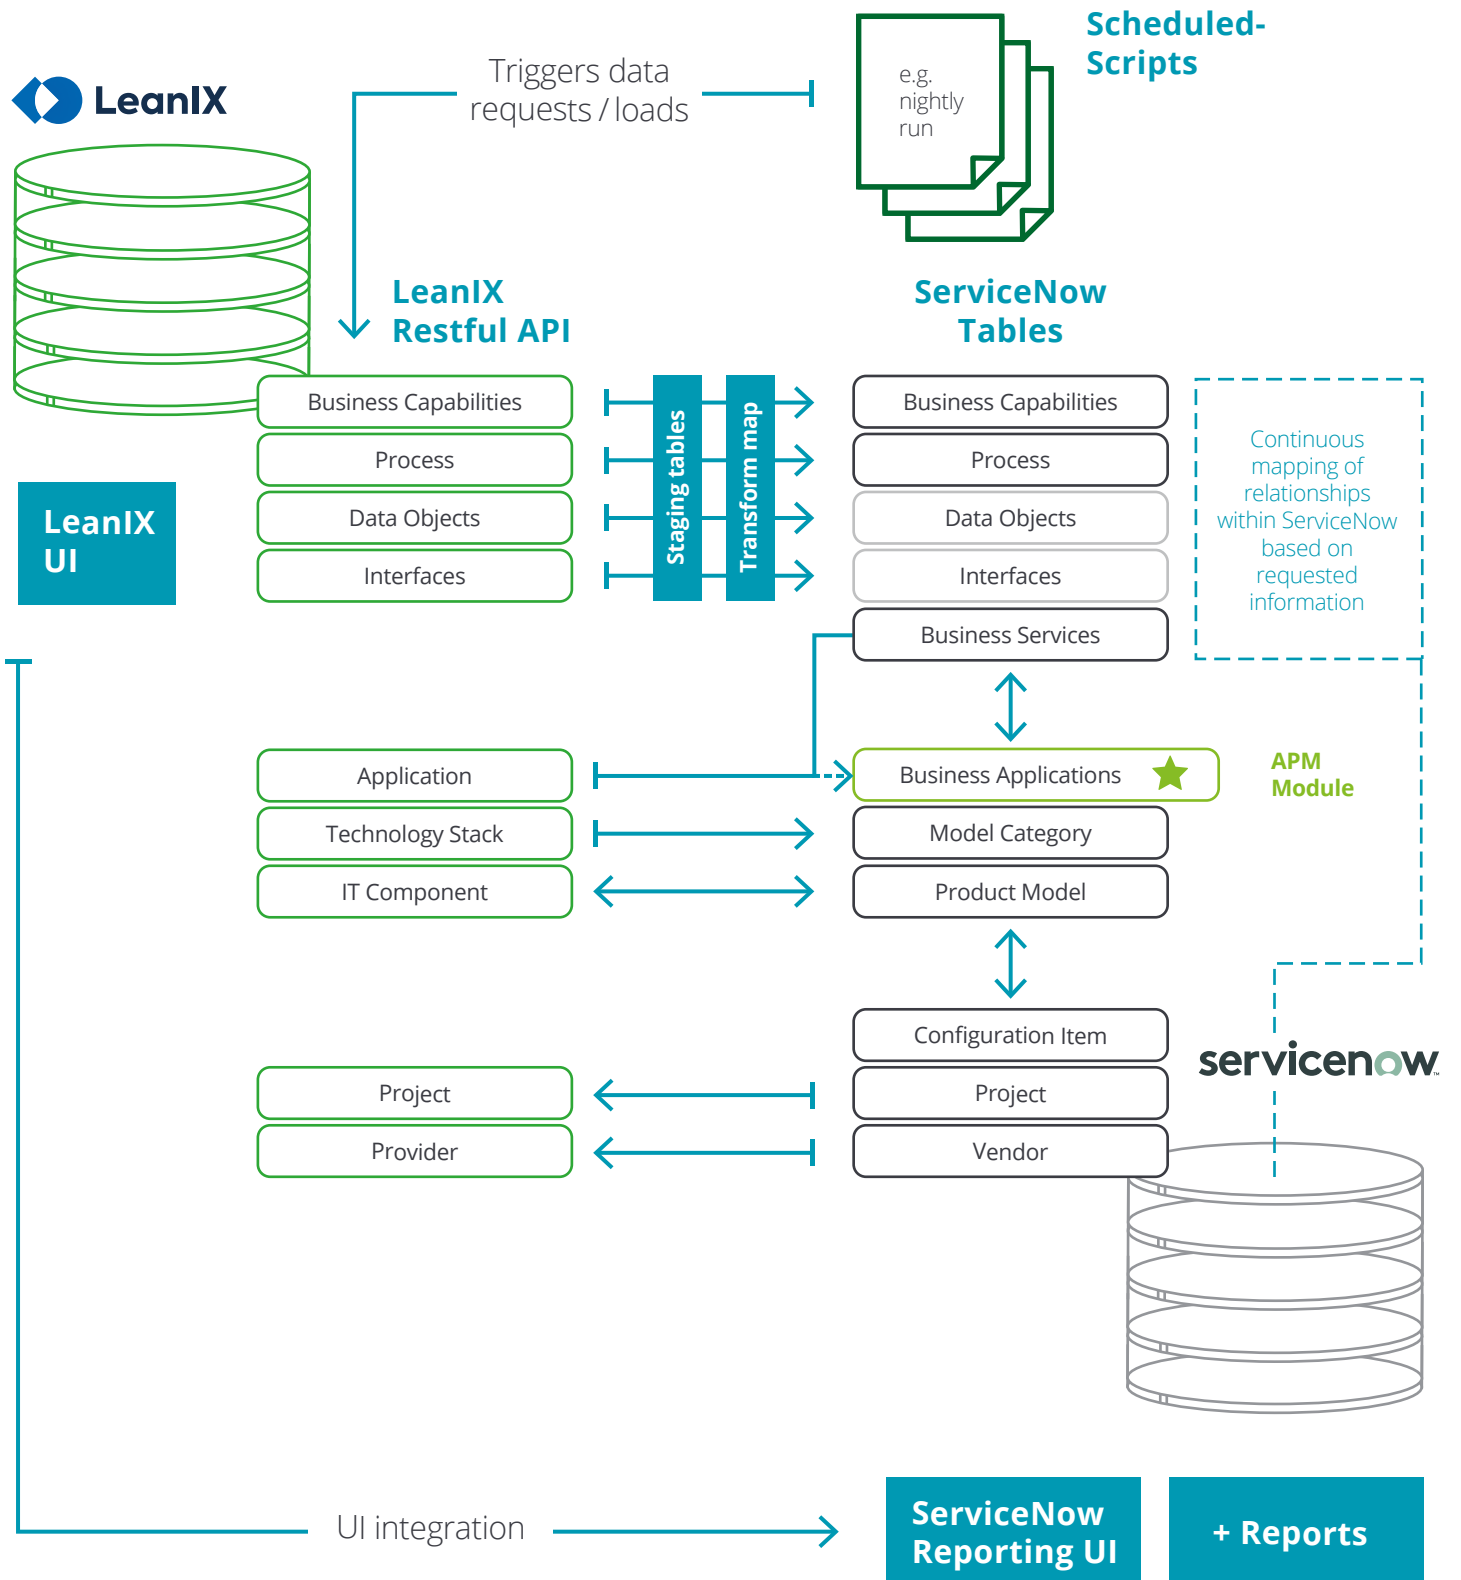 Scheduled-
Scripts
Triggers data
requests / loads
e.g.
nightly
run
LeanIX
LeanIX
Restful API
ServiceNow
Tables
Business Capabilities
Process
Data Objects
Interfaces
Staging tables
Transform map
Business Capabilities
Process
Data Objects
Interfaces
Business Services
Continuous
mapping of
relationships
within ServiceNow
based on
requested
information
LeanIX
UI
Application
Technology Stack
IT Component
Business Applications
Model Category
Product Model
APM
Module
Configuration Item
Project
Vendor
Project
Provider
servicenow
UI integration
ServiceNow
Reporting UI
+ Reports